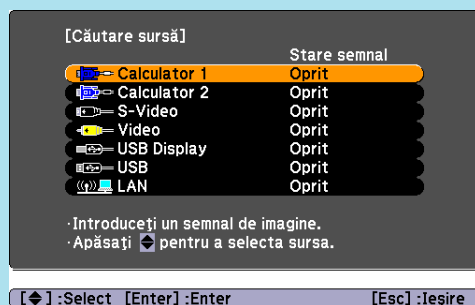 [Căutare sursă]
Stare semnal
Calculator 1 Oprit
Calculator 2 Oprit
S-Video Oprit
Video Oprit
USB Display Oprit
USB Oprit
LAN Oprit
·Introduceţi un semnal de imagine.
·Apăsaţi pentru a selecta sursa.
[ ] :Select [Enter] :Enter [Esc] :Ieşire